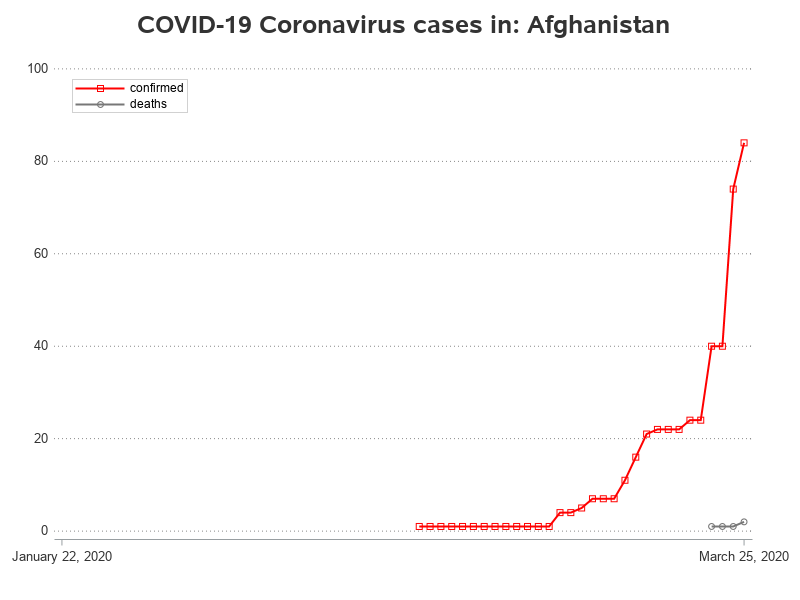 COVID-19 Coronavirus cases in: Afghanistan
100
confirmed
deaths
80
60
40
20
0
January 22, 2020
March 25, 2020